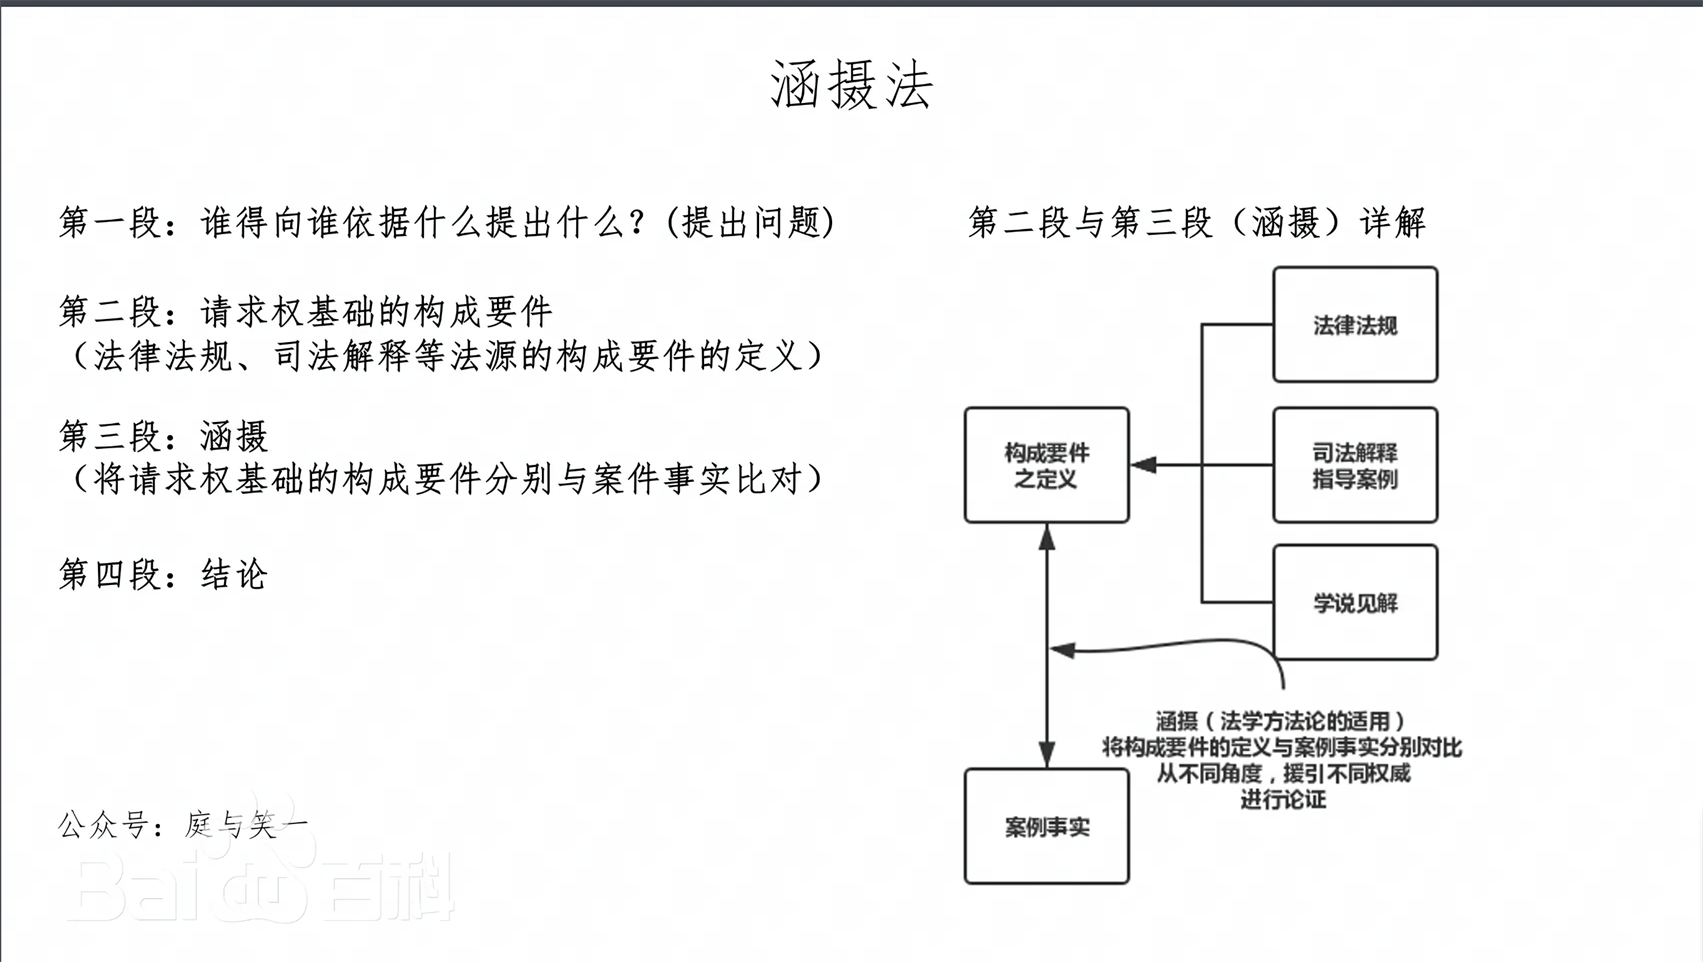 涵摄法
第一段：谁得向谁依据什么提出什么？(提出问题)
第二段：请求权基础的构成要件
（法律法规、司法解释等法源的构成要件的定义）
第三段：涵摄
（将请求权基础的构成要件分别与案件事实比对）
第四段：结论
公众号：庭与笑一
Bai百科
第二段与第三段（涵摄）详解
法律法规
构成要件
之定义
司法解释
指导案例
学说见解
涵摄（法学方法论的适用）
将构成要件的定义与案例事实分别对比
从不同角度，援引不同权威
进行论证
案例事实